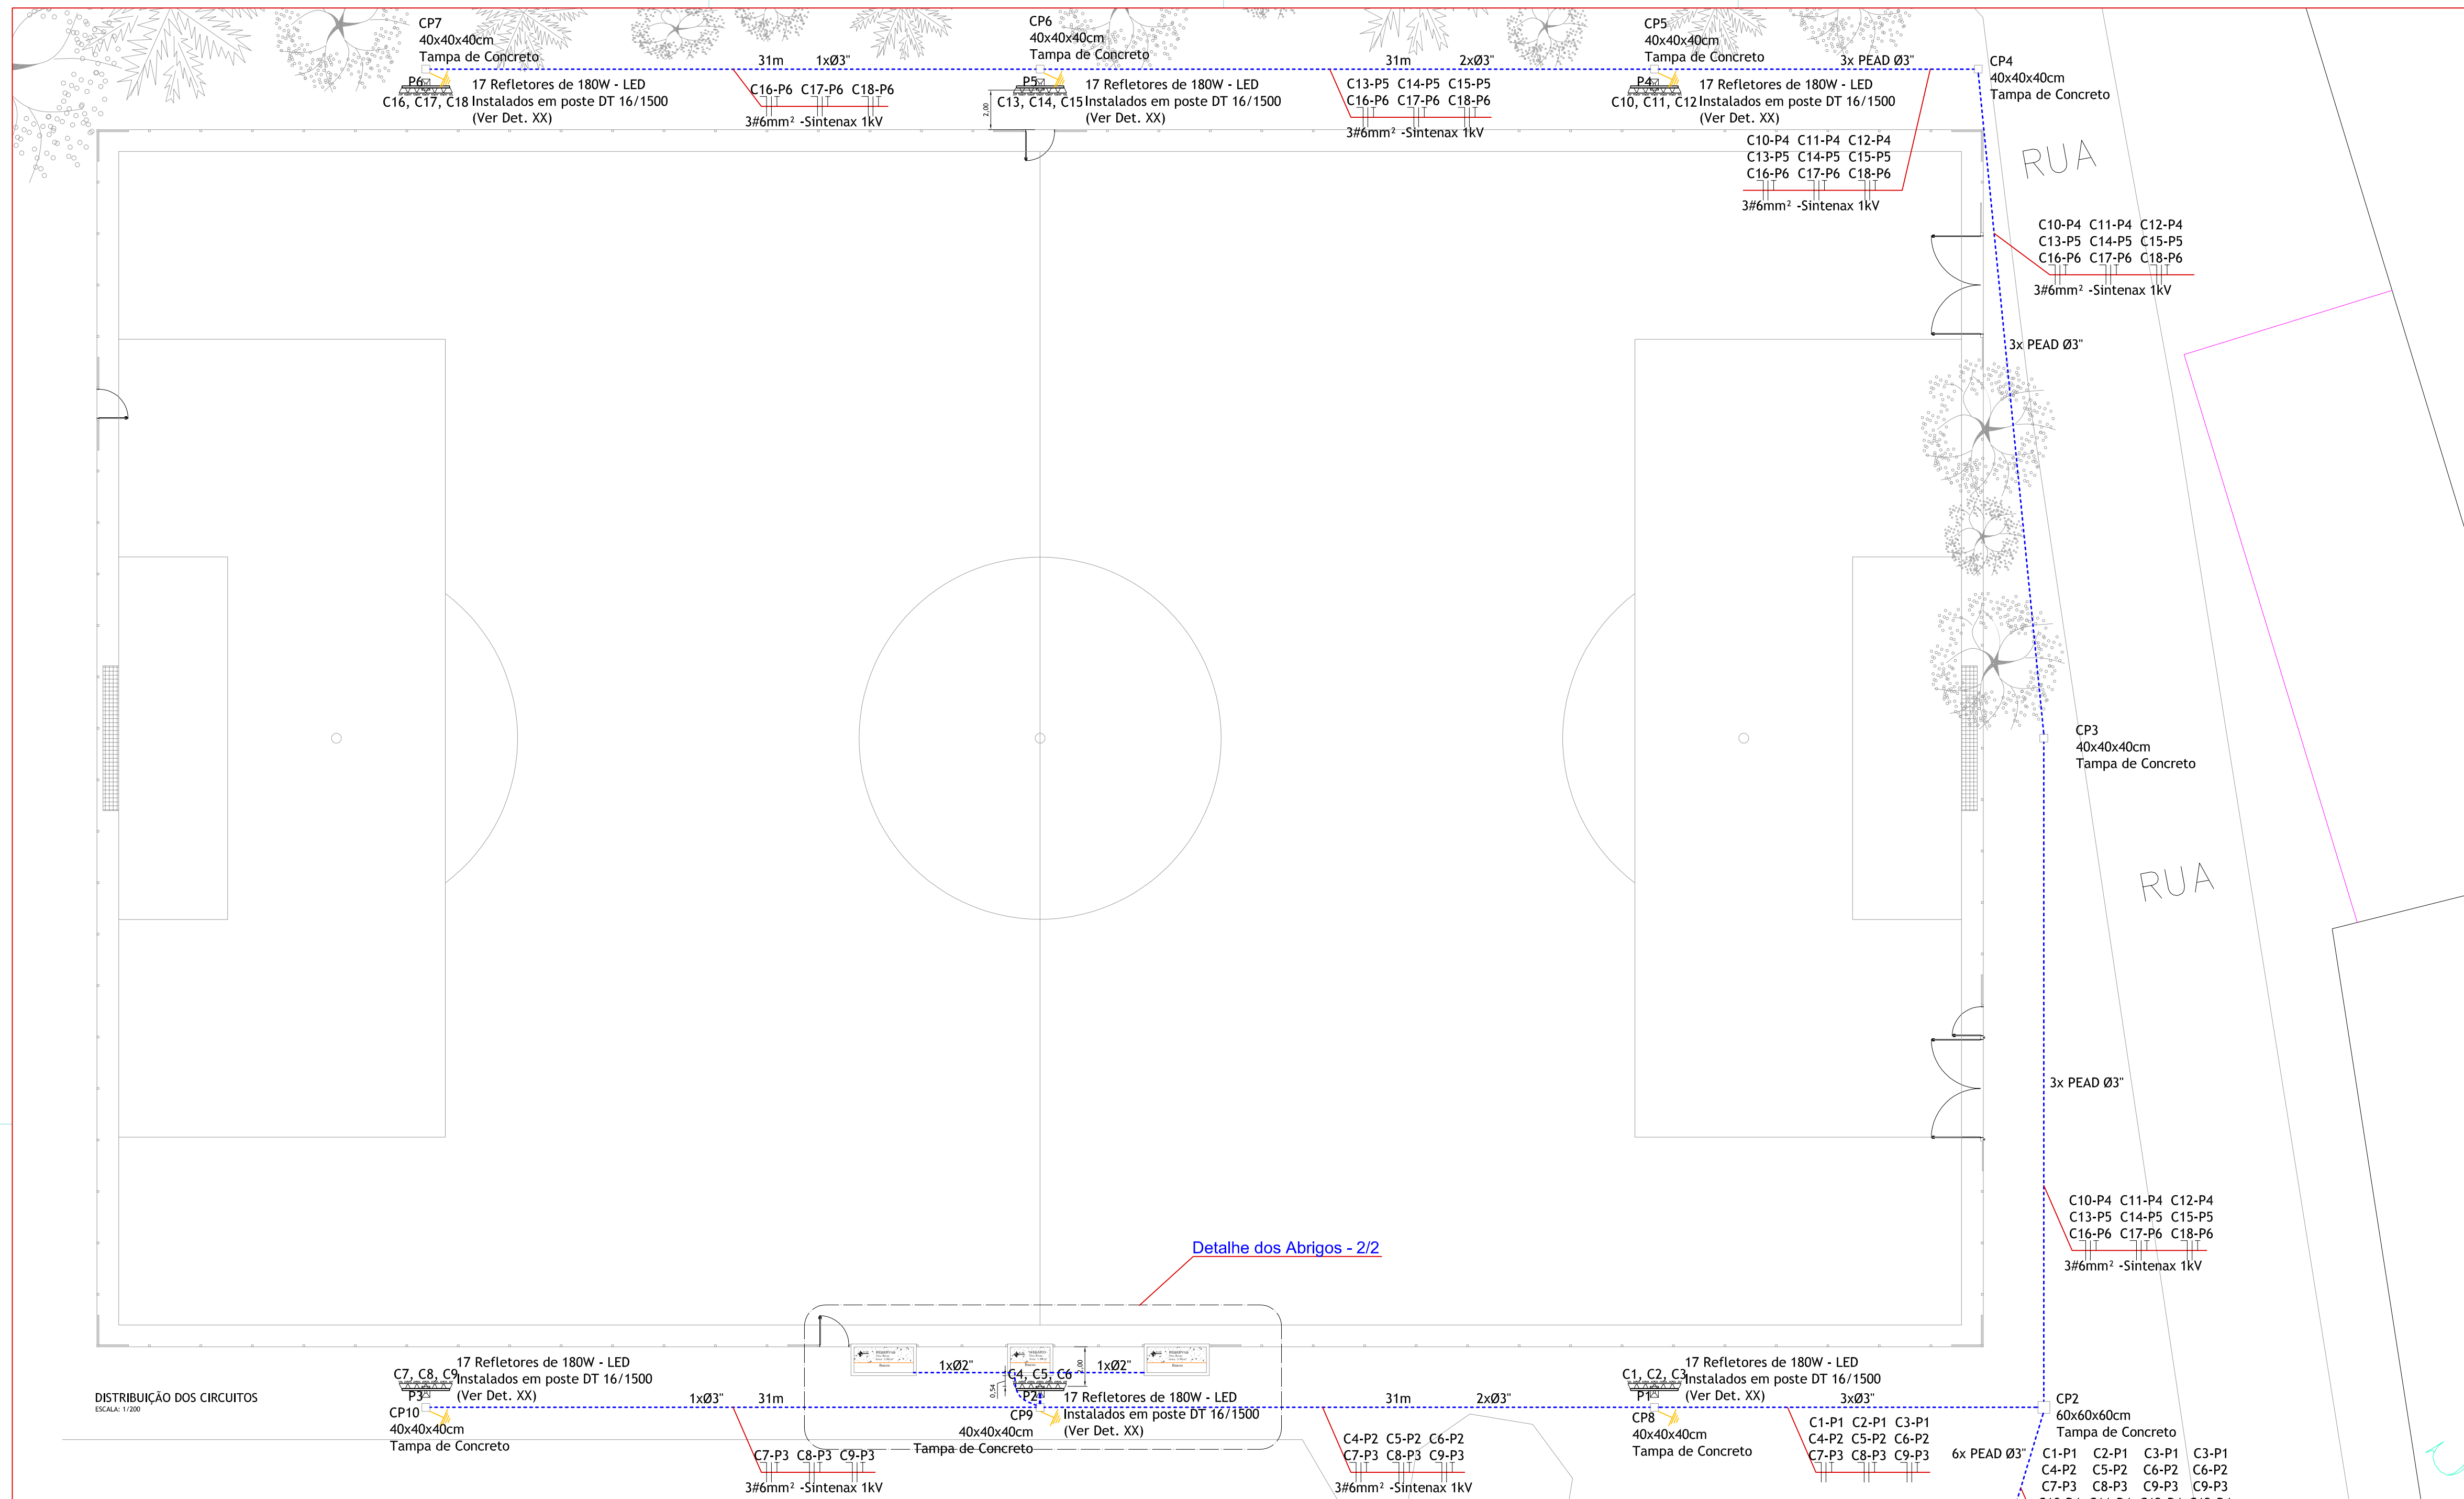 CP7
40x40x40cm
Tampa de Concreto
P6
17 Refletores de 180W - LED
C16, C17, C18 Instalados em poste DT 16/1500
(Ver Det. XX)
31m 1xØ3"
C16-P6 C17-P6 C18-P6
3#6mm² -Sintenax 1kV
CP6
40x40x40cm
Tampa de Concreto
P5
17 Refletores de 180W - LED
C13, C14, C15 Instalados em poste DT 16/1500
(Ver Det. XX)
2,00
31m 2xØ3"
C13-P5 C14-P5 C15-P5
C16-P6 C17-P6 C18-P6
3#6mm² -Sintenax 1kV
CP5
40x40x40cm
Tampa de Concreto
P4
17 Refletores de 180W - LED
C10, C11, C12 Instalados em poste DT 16/1500
(Ver Det. XX)
3x PEAD Ø3"
C10-P4 C11-P4 C12-P4
C13-P5 C14-P5 C15-P5
C16-P6 C17-P6 C18-P6
3#6mm² -Sintenax 1kV
CP4
40x40x40cm
Tampa de Concreto
RUA
C10-P4 C11-P4 C12-P4
C13-P5 C14-P5 C15-P5
C16-P6 C17-P6 C18-P6
3#6mm² -Sintenax 1kV
3x PEAD Ø3"
CP3
40x40x40cm
Tampa de Concreto
RUA
3x PEAD Ø3"
C10-P4 C11-P4 C12-P4
C13-P5 C14-P5 C15-P5
C16-P6 C17-P6 C18-P6
3#6mm² -Sintenax 1kV
Detalhe dos Abrigos - 2/2
DISTRIBUIÇÃO DOS CIRCUITOS
ESCALA: 1/200
17 Refletores de 180W - LED
C7, C8, C9 Instalados em poste DT 16/1500
P3 (Ver Det. XX)
CP10
40x40x40cm
Tampa de Concreto
1xØ3" 31m
C7-P3 C8-P3 C9-P3
3#6mm² -Sintenax 1kV
1xØ2" 1xØ2"
2,00
0,54
C4, C5, C6
P2
17 Refletores de 180W - LED
Instalados em poste DT 16/1500
(Ver Det. XX)
CP9
40x40x40cm
Tampa de Concreto
31m 2xØ3"
C4-P2 C5-P2 C6-P2
C7-P3 C8-P3 C9-P3
3#6mm² -Sintenax 1kV
17 Refletores de 180W - LED
C1, C2, C3 Instalados em poste DT 16/1500
P1 (Ver Det. XX)
CP8
40x40x40cm
Tampa de Concreto
3xØ3"
C1-P1 C2-P1 C3-P1
C4-P2 C5-P2 C6-P2
C7-P3 C8-P3 C9-P3
CP2
60x60x60cm
Tampa de Concreto
6x PEAD Ø3"
C1-P1 C2-P1 C3-P1 C3-P1
C4-P2 C5-P2 C6-P2 C6-P2
C7-P3 C8-P3 C9-P3 C9-P3